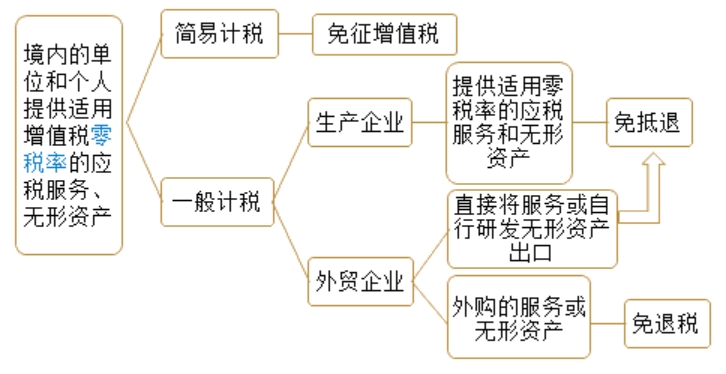 境内的单
位和个人
提供适用
增值税零
税率的应
税服务、
无形资产
简易计税
免征增值税
一般计税
生产企业
提供适用零
税率的应税
服务和无形
资产
免抵退
外贸企业
直接将服务或自
行研发无形资产
出口
外购的服务或
无形资产
免退税